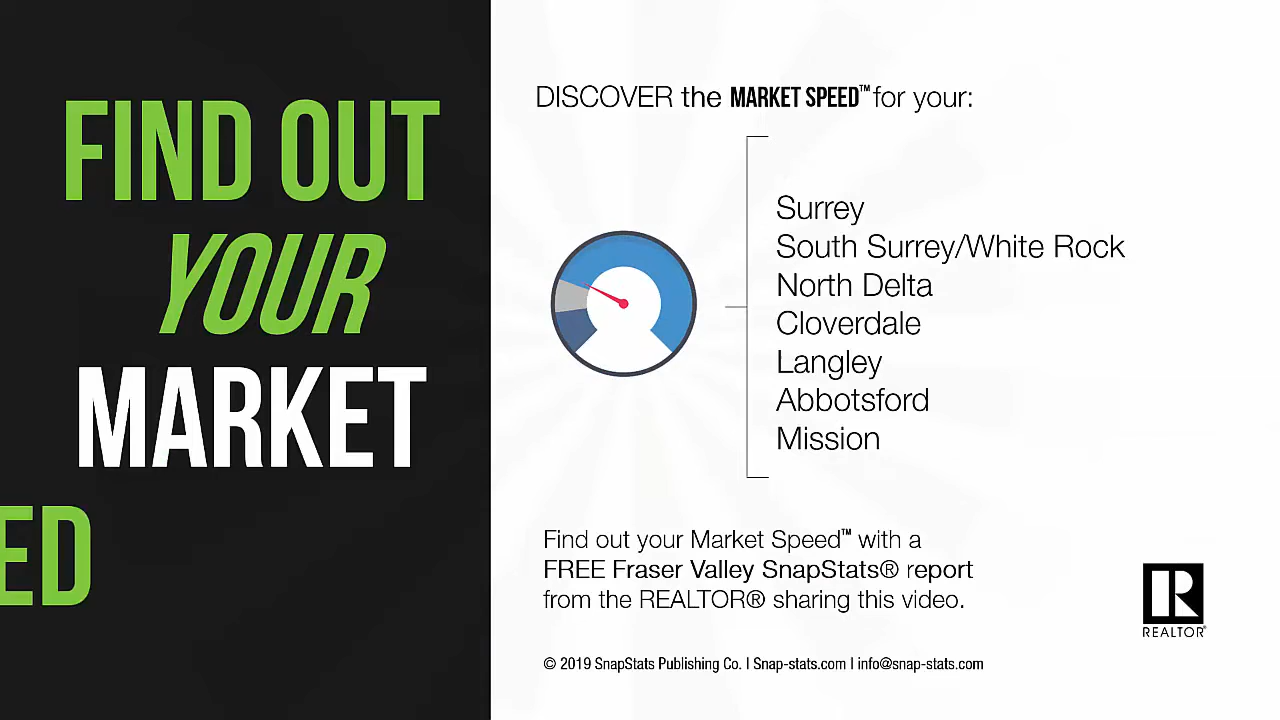 FIND OUT
YOUR
MARKET
ED
DISCOVER the MARKET SPEED™ for your:
Surrey
South Surrey/White Rock
North Delta
Cloverdale
Langley
Abbotsford
Mission
Find out your Market Speed™ with a
FREE Fraser Valley SnapStats® report
from the REALTOR® sharing this video.
REALTOR®
© 2019 SnapStats Publishing Co. I Snap-stats.com I info@snap-stats.com